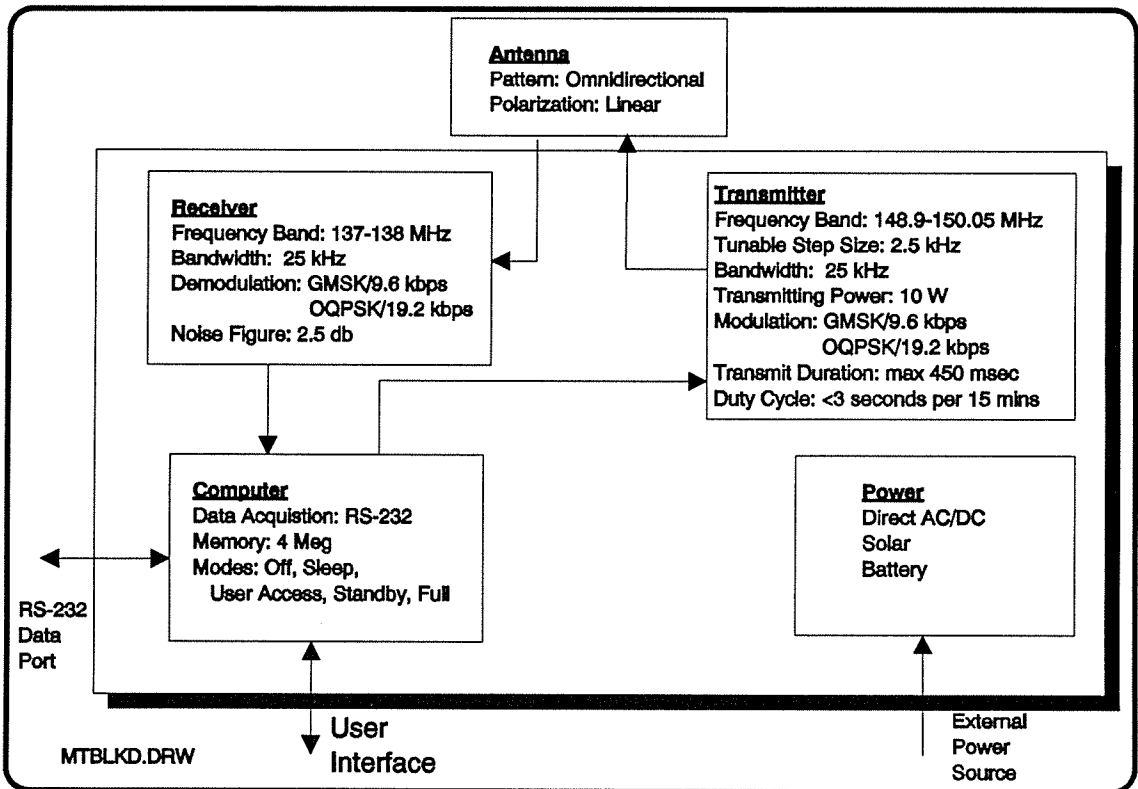 Antenna
Pattern: Omnidirectional
Polarization: Linear
Receiver
Frequency Band: 137-138 MHz
Bandwidth: 25 kHz
Demodulation: GMSK/9.6 kbps
OQPSK/19.2 kbps
Noise Figure: 2.5 db
Transmitter
Frequency Band: 148.9-150.05 MHz
Tunable Step Size: 2.5 kHz
Bandwidth: 25 kHz
Transmitting Power: 10 W
Modulation: GMSK/9.6 kbps
OQPSK/19.2 kbps
Transmit Duration: max 450 msec
Duty Cycle: <3 seconds per 15 mins
Computer
Data Acquistion: RS-232
Memory: 4 Meg
Modes: Off, Sleep,
User Access, Standby, Full
Power
Direct AC/DC
Solar
Battery
RS-232
Data
Port
User
Interface
External
Power
Source
MTBLKD.DRW